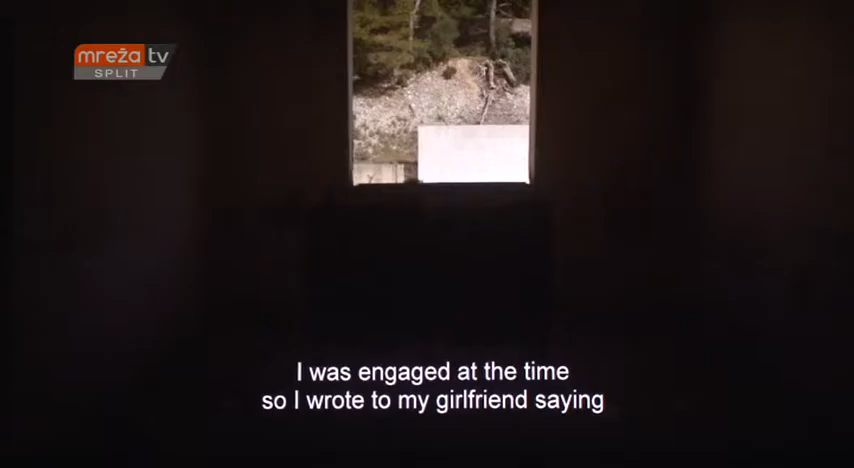 mreža tv
SPLIT
I was engaged at the time
so I wrote to my girlfriend saying